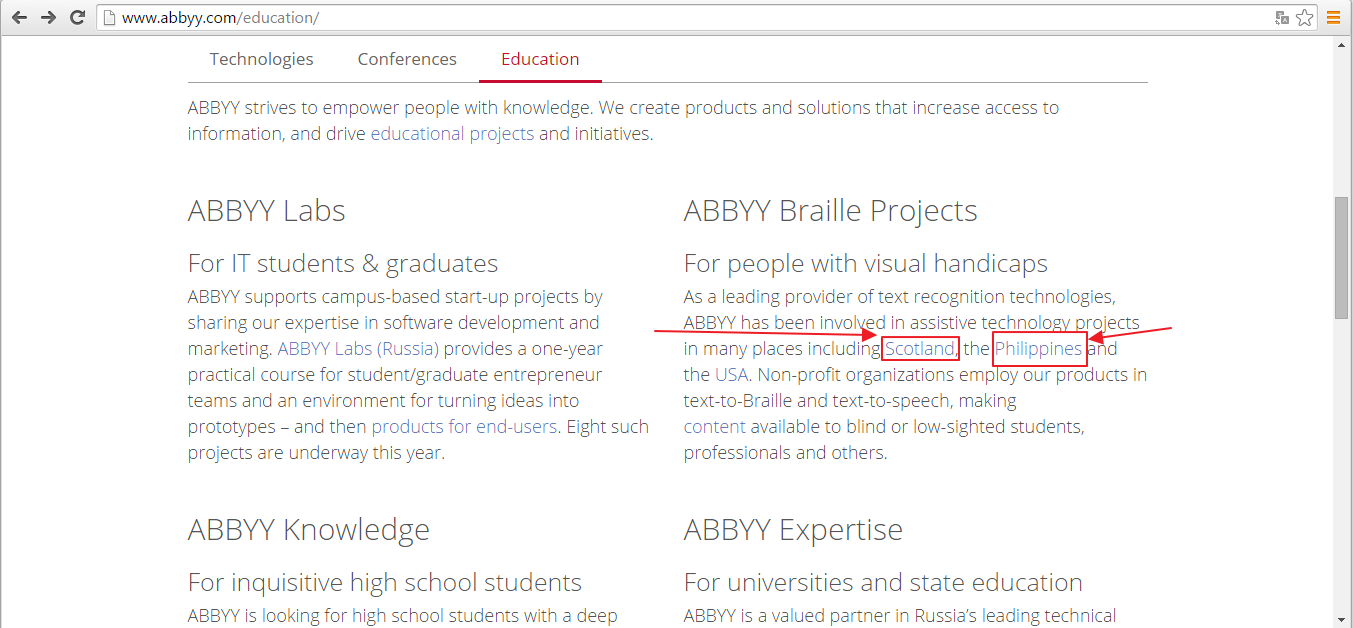 www.abbyy.com/education/
Technologies Conferences Education
ABBYY strives to empower people with knowledge. We create products and solutions that increase access to
information, and drive educational projects and initiatives.
ABBYY Labs
For IT students & graduates
ABBYY supports campus-based start-up projects by
sharing our expertise in software development and
marketing. ABBYY Labs (Russia) provides a one-year
practical course for student/graduate entrepreneur
teams and an environment for turning ideas into
prototypes – and then products for end-users. Eight such
projects are underway this year.
ABBYY Braille Projects
For people with visual handicaps
As a leading provider of text recognition technologies,
ABBYY has been involved in assistive technology projects
in many places including Scotland, the Philippines and
the USA. Non-profit organizations employ our products in
text-to-Braille and text-to-speech, making
content available to blind or low-sighted students,
professionals and others.
ABBYY Knowledge
For inquisitive high school students
ABBYY is looking for high school students with a deep
ABBYY Expertise
For universities and state education
ABBYY is a valued partner in Russia’s leading technical